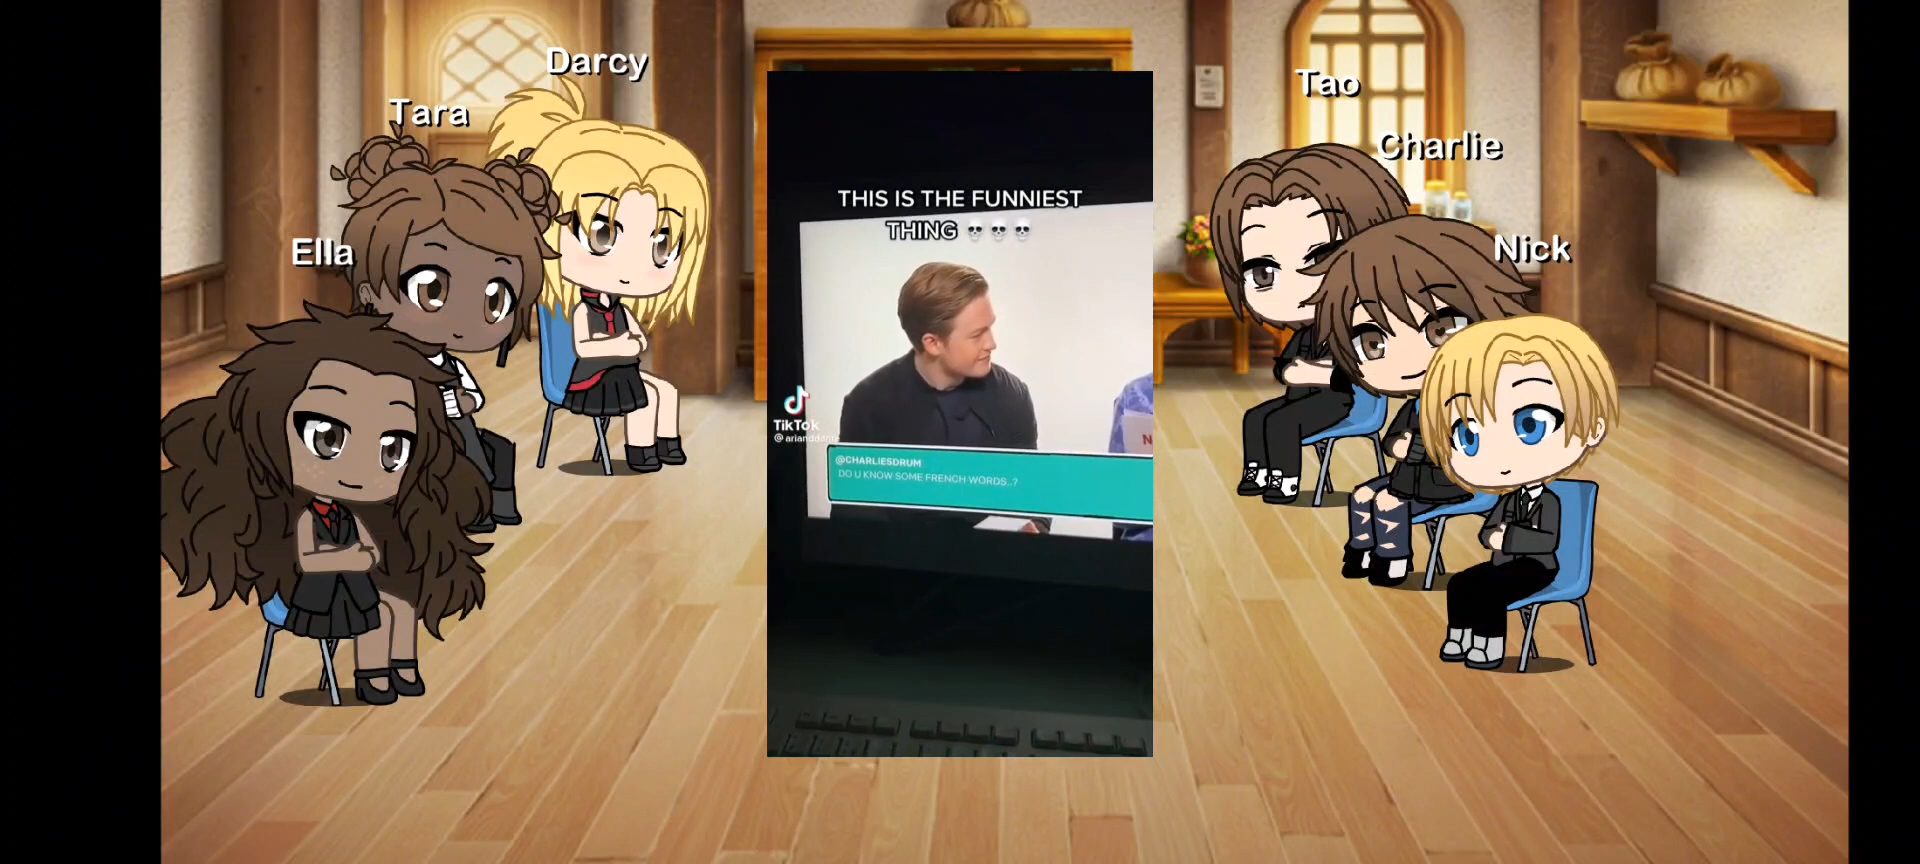 Darcy
Tara
Ella
Tao
Charlie
Nick
THIS IS THE FUNNIEST
THING 💀💀💀
TikTok
@CHARLIESDRUM
DO U KNOW SOME FRENCH WORDS..?
N